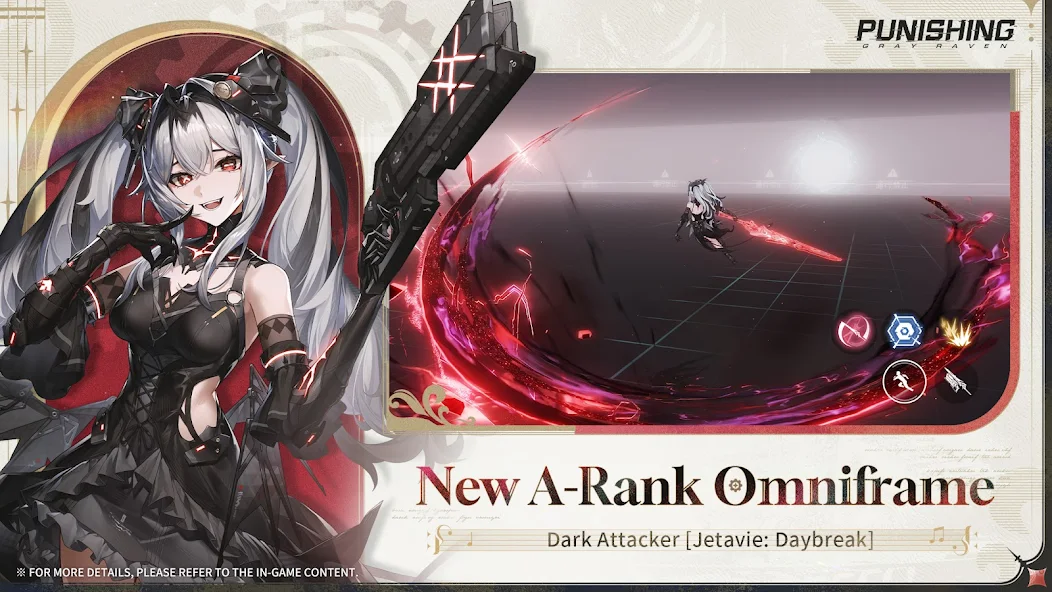 PUNISHING
GRAY RAVEN
New A-Rank Omniframe
Dark Attacker [Jetavie: Daybreak]
※ FOR MORE DETAILS, PLEASE REFER TO THE IN-GAME CONTENT.